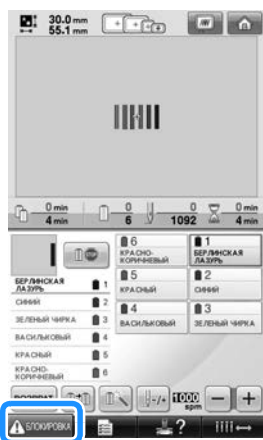 30.0 mm
55.1 mm
0 min
4 min
0
6
0
1092
0 min
4 min
6
КРАСНО-
КОРИЧНЕВЫЙ
1
БЕРЛИНСКАЯ
ЛАЗУРЬ
5
КРАСНЫЙ
2
СИНИЙ
4
ВАСИЛЬКОВЫЙ
3
ЗЕЛЕНЫЙ ЧИРКА
БЕРЛИНСКАЯ
ЛАЗУРЬ
1
СИНИЙ
2
ЗЕЛЕНЫЙ ЧИРКА
3
ВАСИЛЬКОВЫЙ
4
КРАСНЫЙ
5
КРАСНО-
КОРИЧНЕВЫЙ
6
ВОЗВРАТ
-/+
1000
spm
− +
БЛОКИРОВКА
?